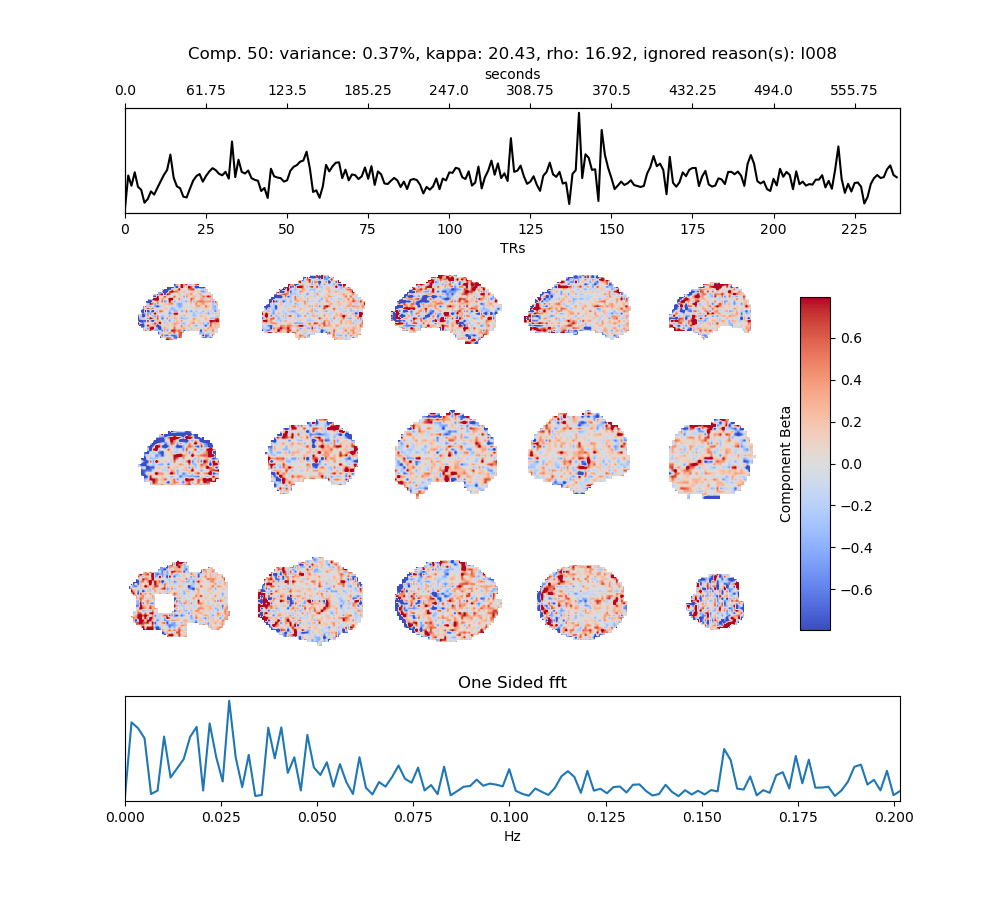 Comp. 50: variance: 0.37%, kappa: 20.43, rho: 16.92, ignored reason(s): I008
seconds
0.0 61.75 123.5 185.25 247.0 308.75 370.5 432.25 494.0 555.75
0 25 50 75 100 125 150 175 200 225
TRs
0.6
0.4
0.2
0.0
−0.2
−0.4
−0.6
Component Beta
One Sided fft
0.000 0.025 0.050 0.075 0.100 0.125 0.150 0.175 0.200
Hz